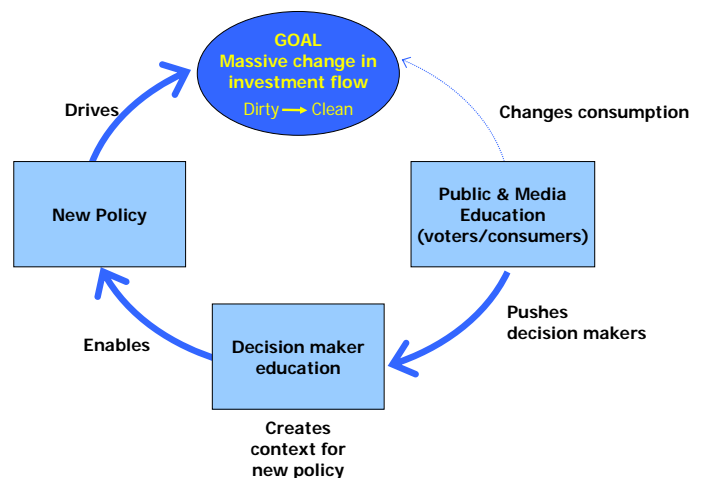 GOAL
Massive change in
investment flow
Dirty → Clean
Drives
Changes consumption
New Policy
Public & Media
Education
(voters/consumers)
Pushes
decision makers
Enables
Decision maker
education
Creates
context for
new policy